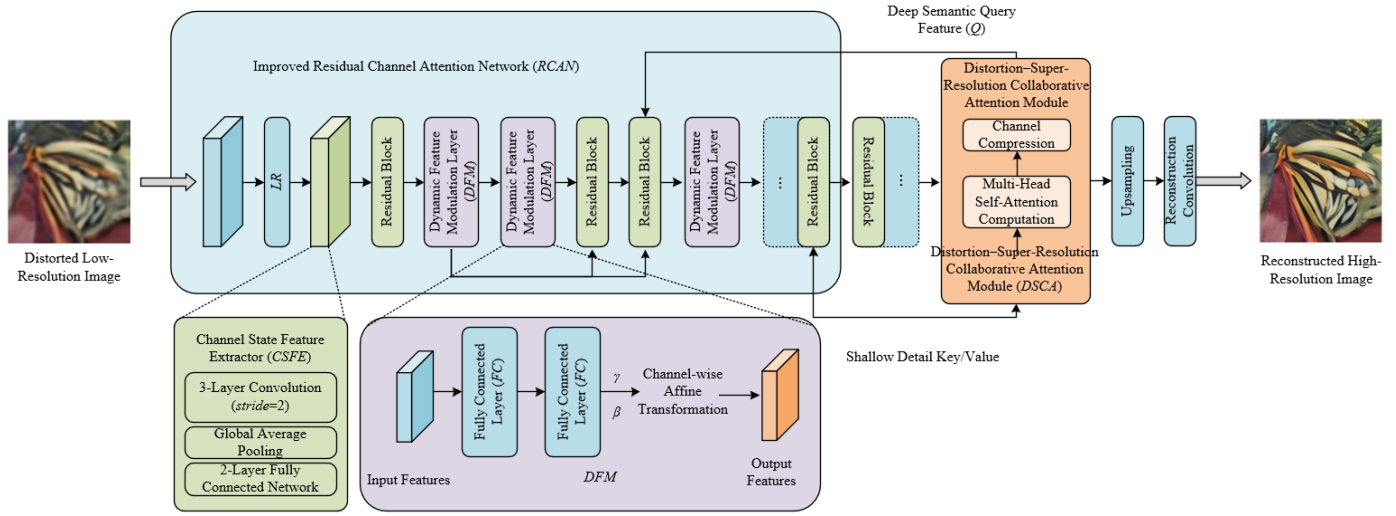 Deep Semantic Query
Feature (Q)
Improved Residual Channel Attention Network (RCAN)
Distorted Low-
Resolution Image
LR
Residual Block
Dynamic Feature
Modulation Layer
(DFM)
Dynamic Feature
Modulation Layer
(DFM)
Residual Block
Residual Block
Dynamic Feature
Modulation Layer
(DFM)
...
Residual Block
Residual Block
...
Distortion–Super-
Resolution Collaborative
Attention Module
Channel
Compression
Multi-Head
Self-Attention
Computation
Distortion–Super-Resolution
Collaborative Attention
Module (DSCA)
Upsampling
Reconstruction
Convolution
Reconstructed High-
Resolution Image
Shallow Detail Key/Value
Channel State Feature
Extractor (CSFE)
3-Layer Convolution
(stride=2)
Global Average
Pooling
2-Layer Fully
Connected Network
Input Features
Fully Connected
Layer (FC)
Fully Connected
Layer (FC)
γ
β
Channel-wise
Affine
Transformation
Output
Features
DFM